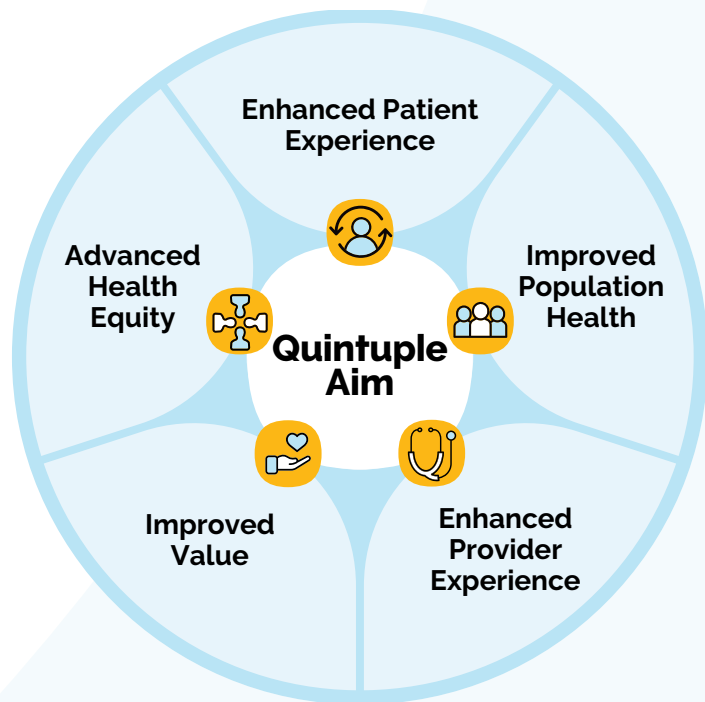 Enhanced Patient
Experience
Advanced
Health
Equity
Improved
Population
Health
Quintuple
Aim
Improved
Value
Enhanced
Provider
Experience